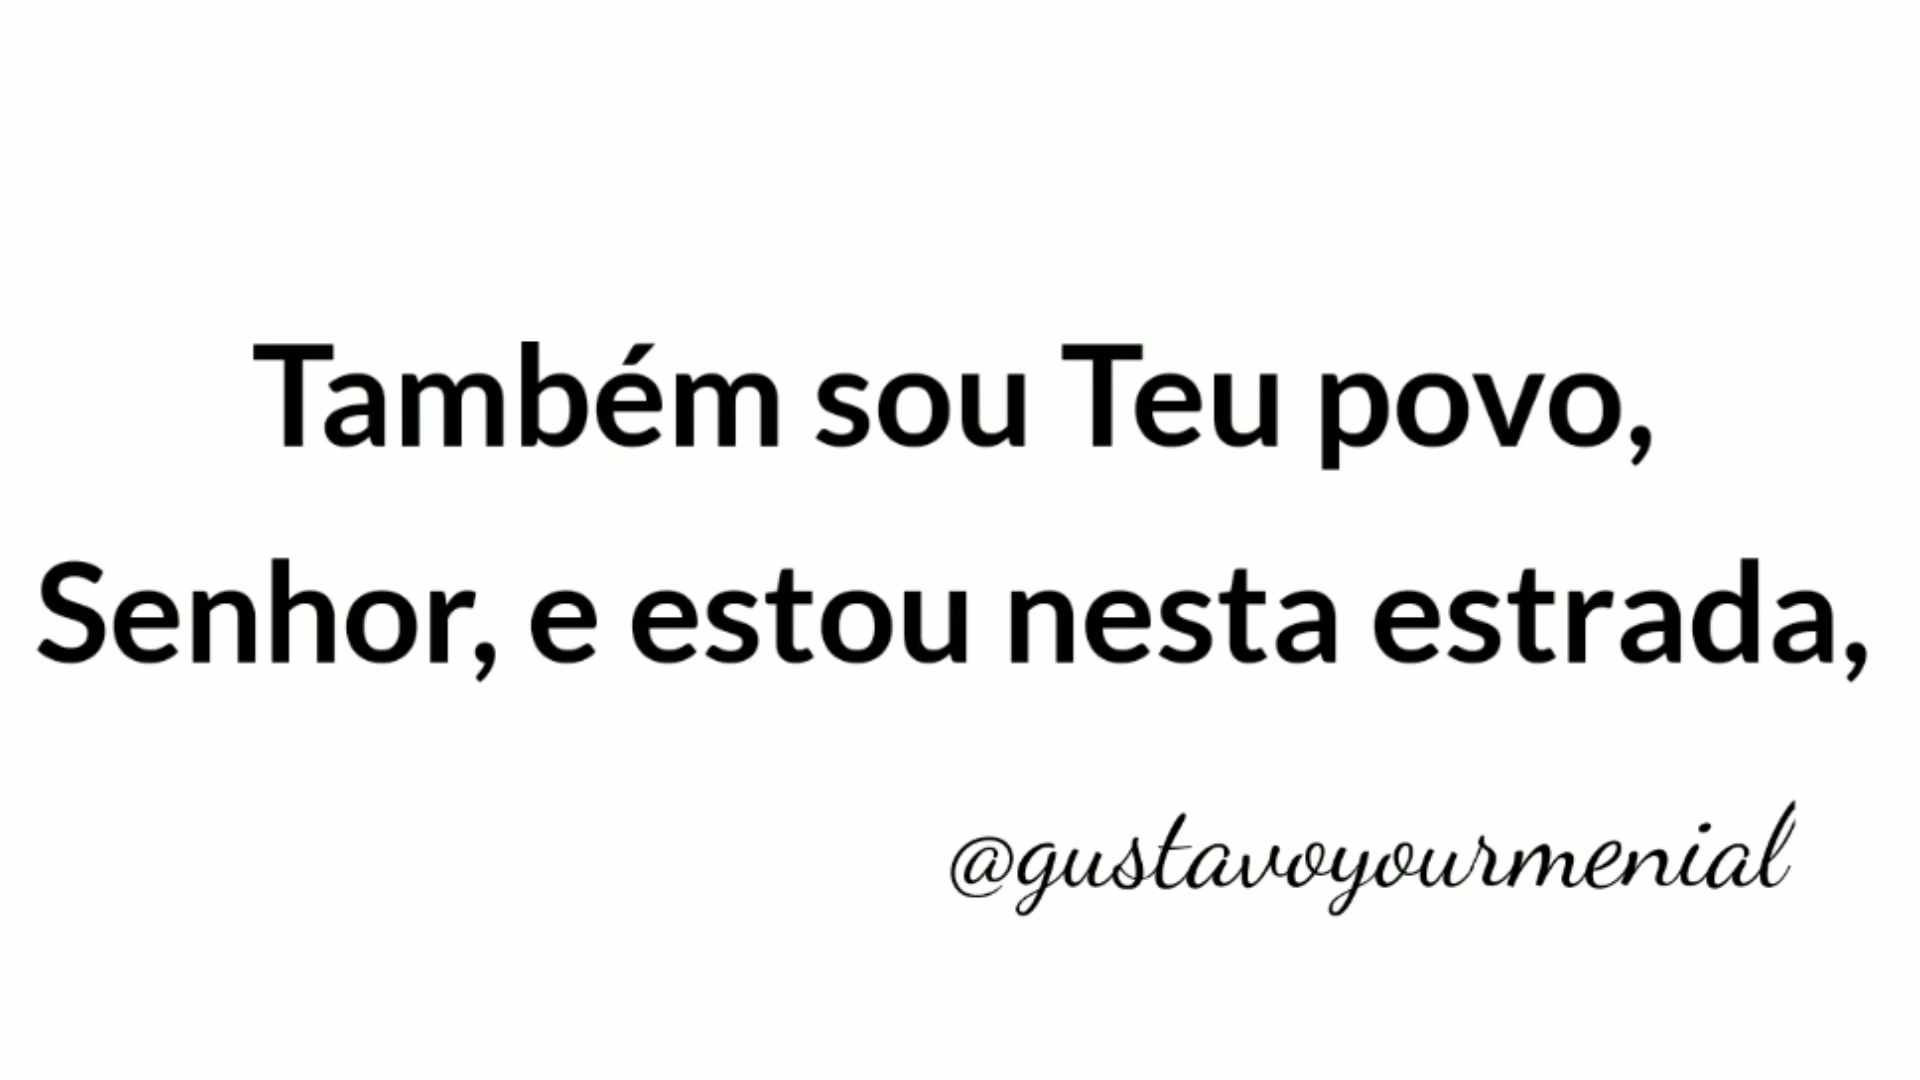 Também sou Teu povo,
Senhor, e estou nesta estrada,
@gustavoyourmenial